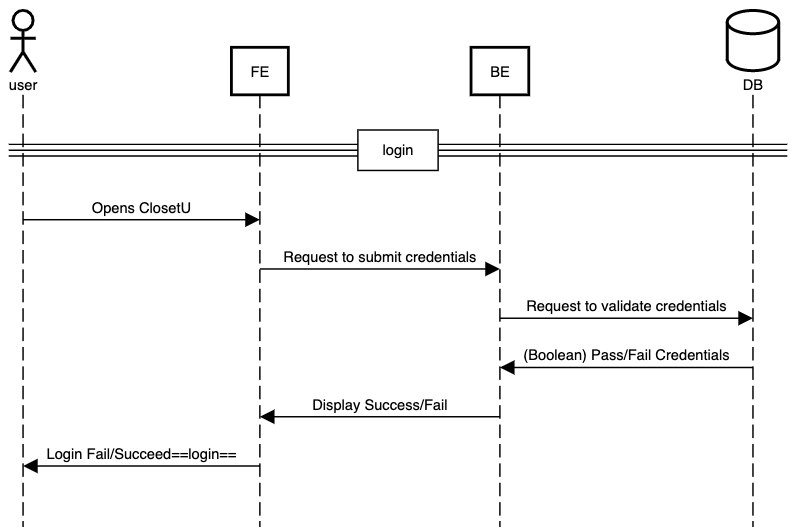 user
FE
BE
DB
login
Opens ClosetU
Request to submit credentials
Request to validate credentials
(Boolean) Pass/Fail Credentials
Display Success/Fail
Login Fail/Succeed==login==